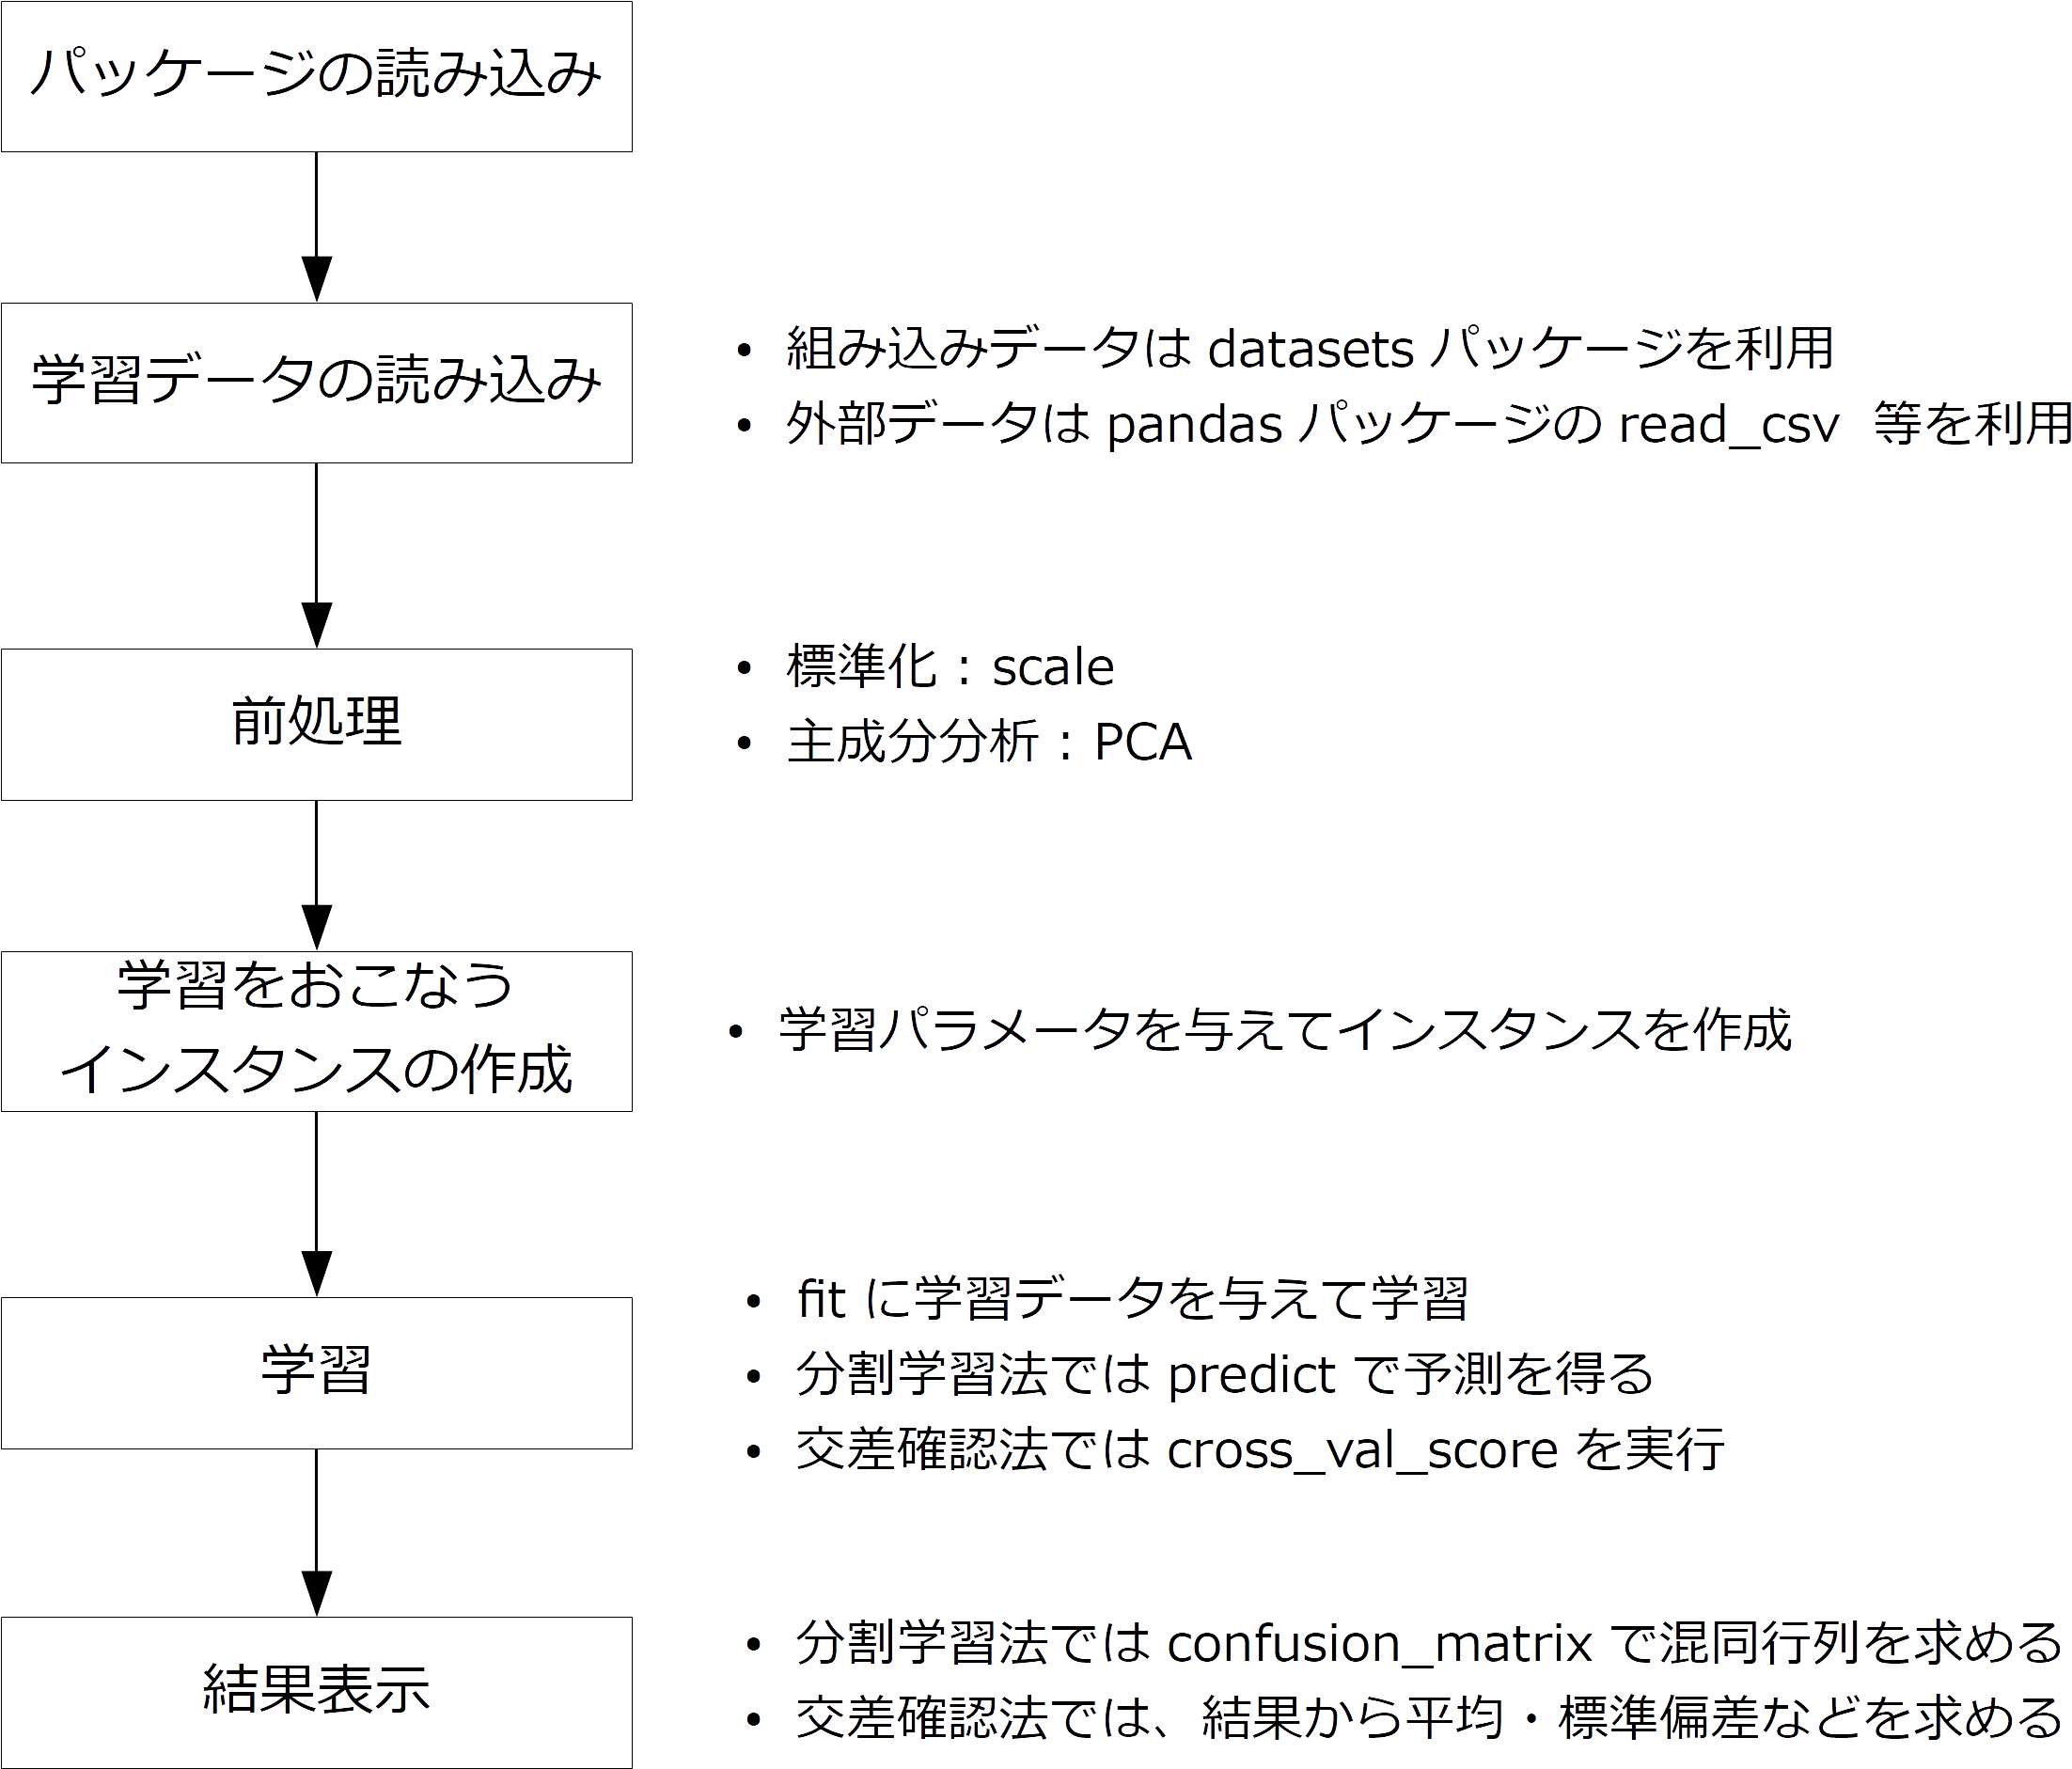 パッケージの読み込み
学習データの読み込み
• 組み込みデータは datasets パッケージを利用
• 外部データは pandas パッケージの read_csv 等を利用
前処理
• 標準化：scale
• 主成分分析：PCA
学習をおこなう
インスタンスの作成
• 学習パラメータを与えてインスタンスを作成
学習
• fit に学習データを与えて学習
• 分割学習法では predict で予測を得る
• 交差確認法では cross_val_score を実行
結果表示
• 分割学習法では confusion_matrix で混同行列を求める
• 交差確認法では、結果から平均・標準偏差などを求める